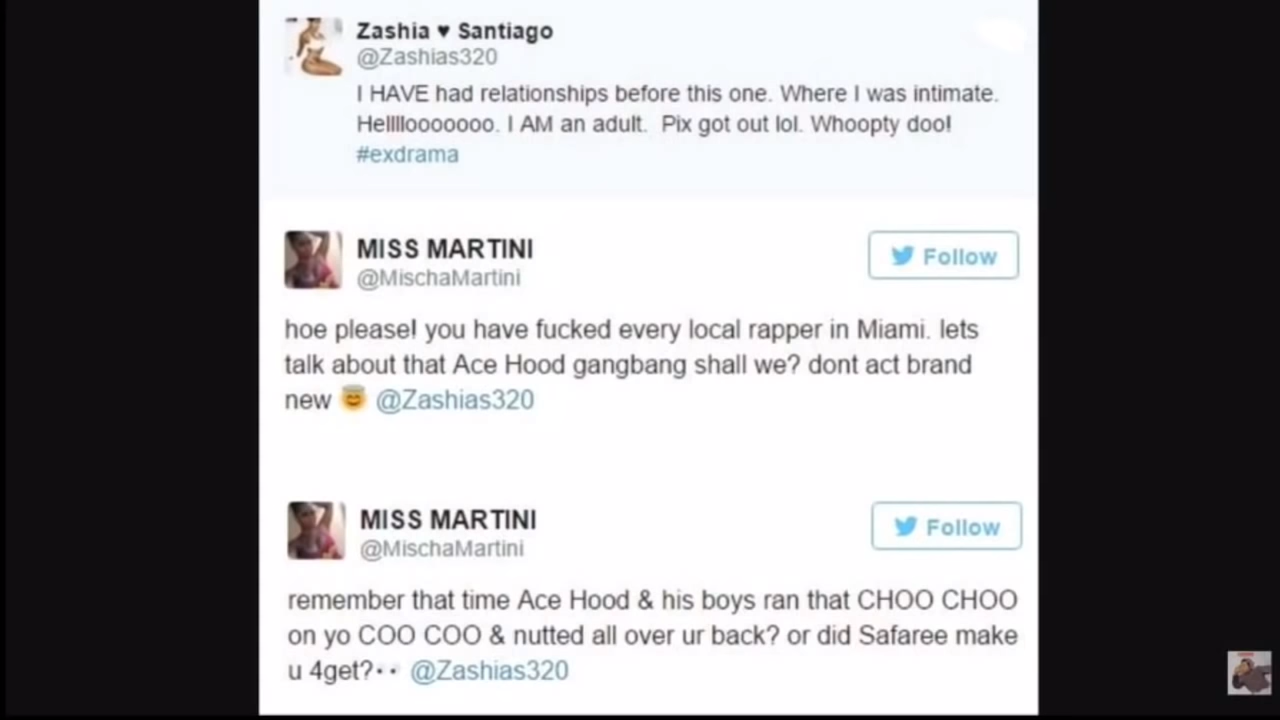 Zashia ♥ Santiago
@Zashias320
I HAVE had relationships before this one. Where I was intimate.
Helllloooooooo. I AM an adult. Pix got out lol. Whoopty doo!
#exdrama
MISS MARTINI
@MischaMartini
Follow
hoe please! you have fucked every local rapper in Miami. lets
talk about that Ace Hood gangbang shall we? dont act brand
new 😇 @Zashias320
MISS MARTINI
@MischaMartini
Follow
remember that time Ace Hood & his boys ran that CHOO CHOO
on yo COO COO & nutted all over ur back? or did Safaree make
u 4get?•• @Zashias320